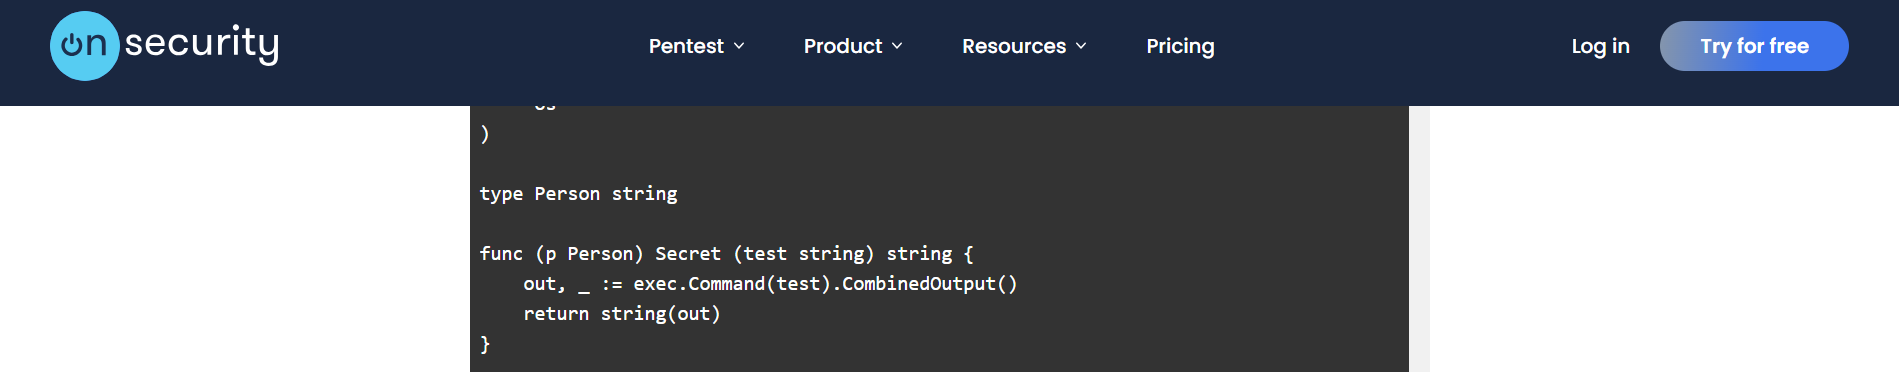 on security
Pentest
Product
Resources
Pricing
Log in
Try for free
os
)
type Person string
func (p Person) Secret (test string) string {
    out, _ := exec.Command(test).CombinedOutput()
    return string(out)
}